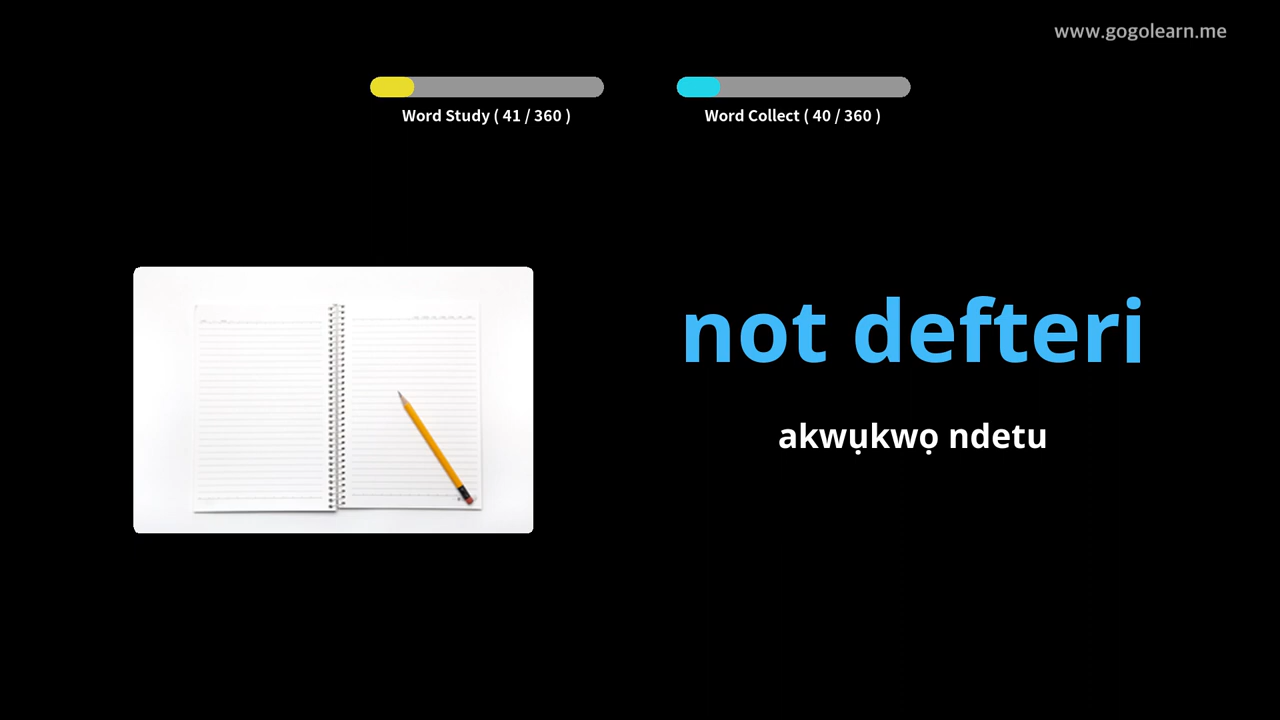 www.gogolearn.me
Word Study ( 41 / 360 )
Word Collect ( 40 / 360 )
not defteri
akwụkwọ ndetu